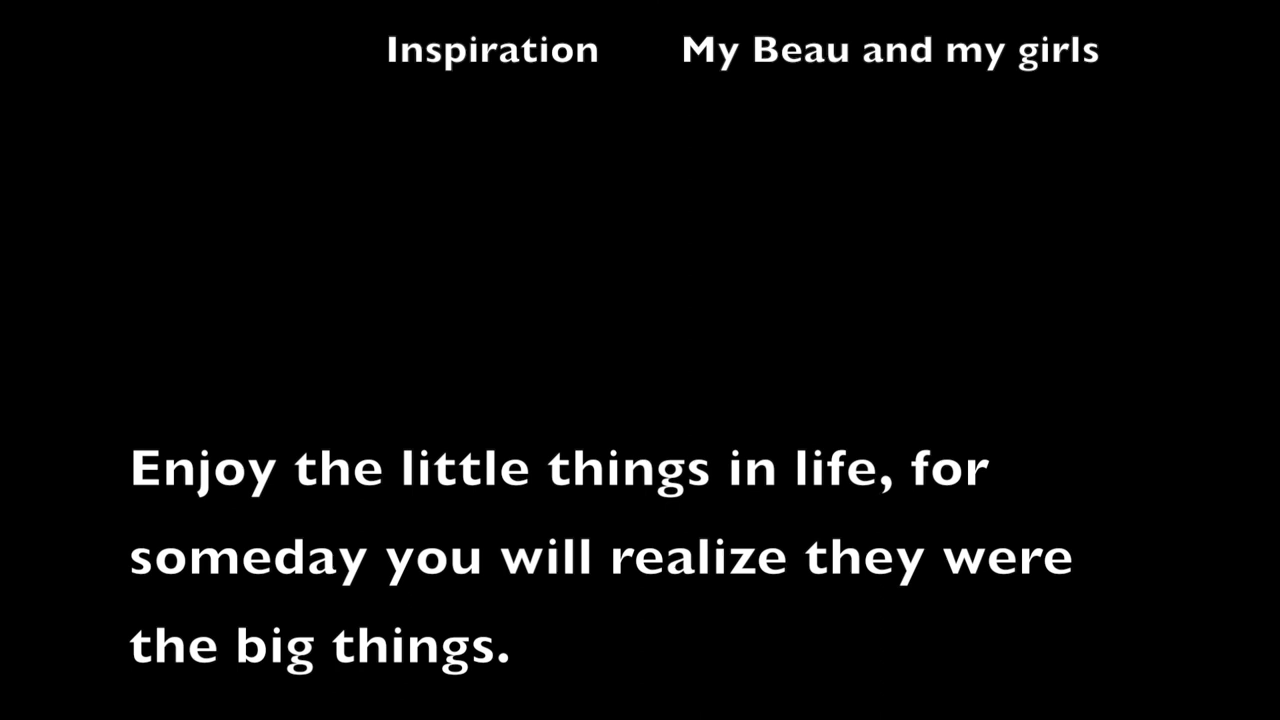 Inspiration My Beau and my girls
Enjoy the little things in life, for
someday you will realize they were
the big things.